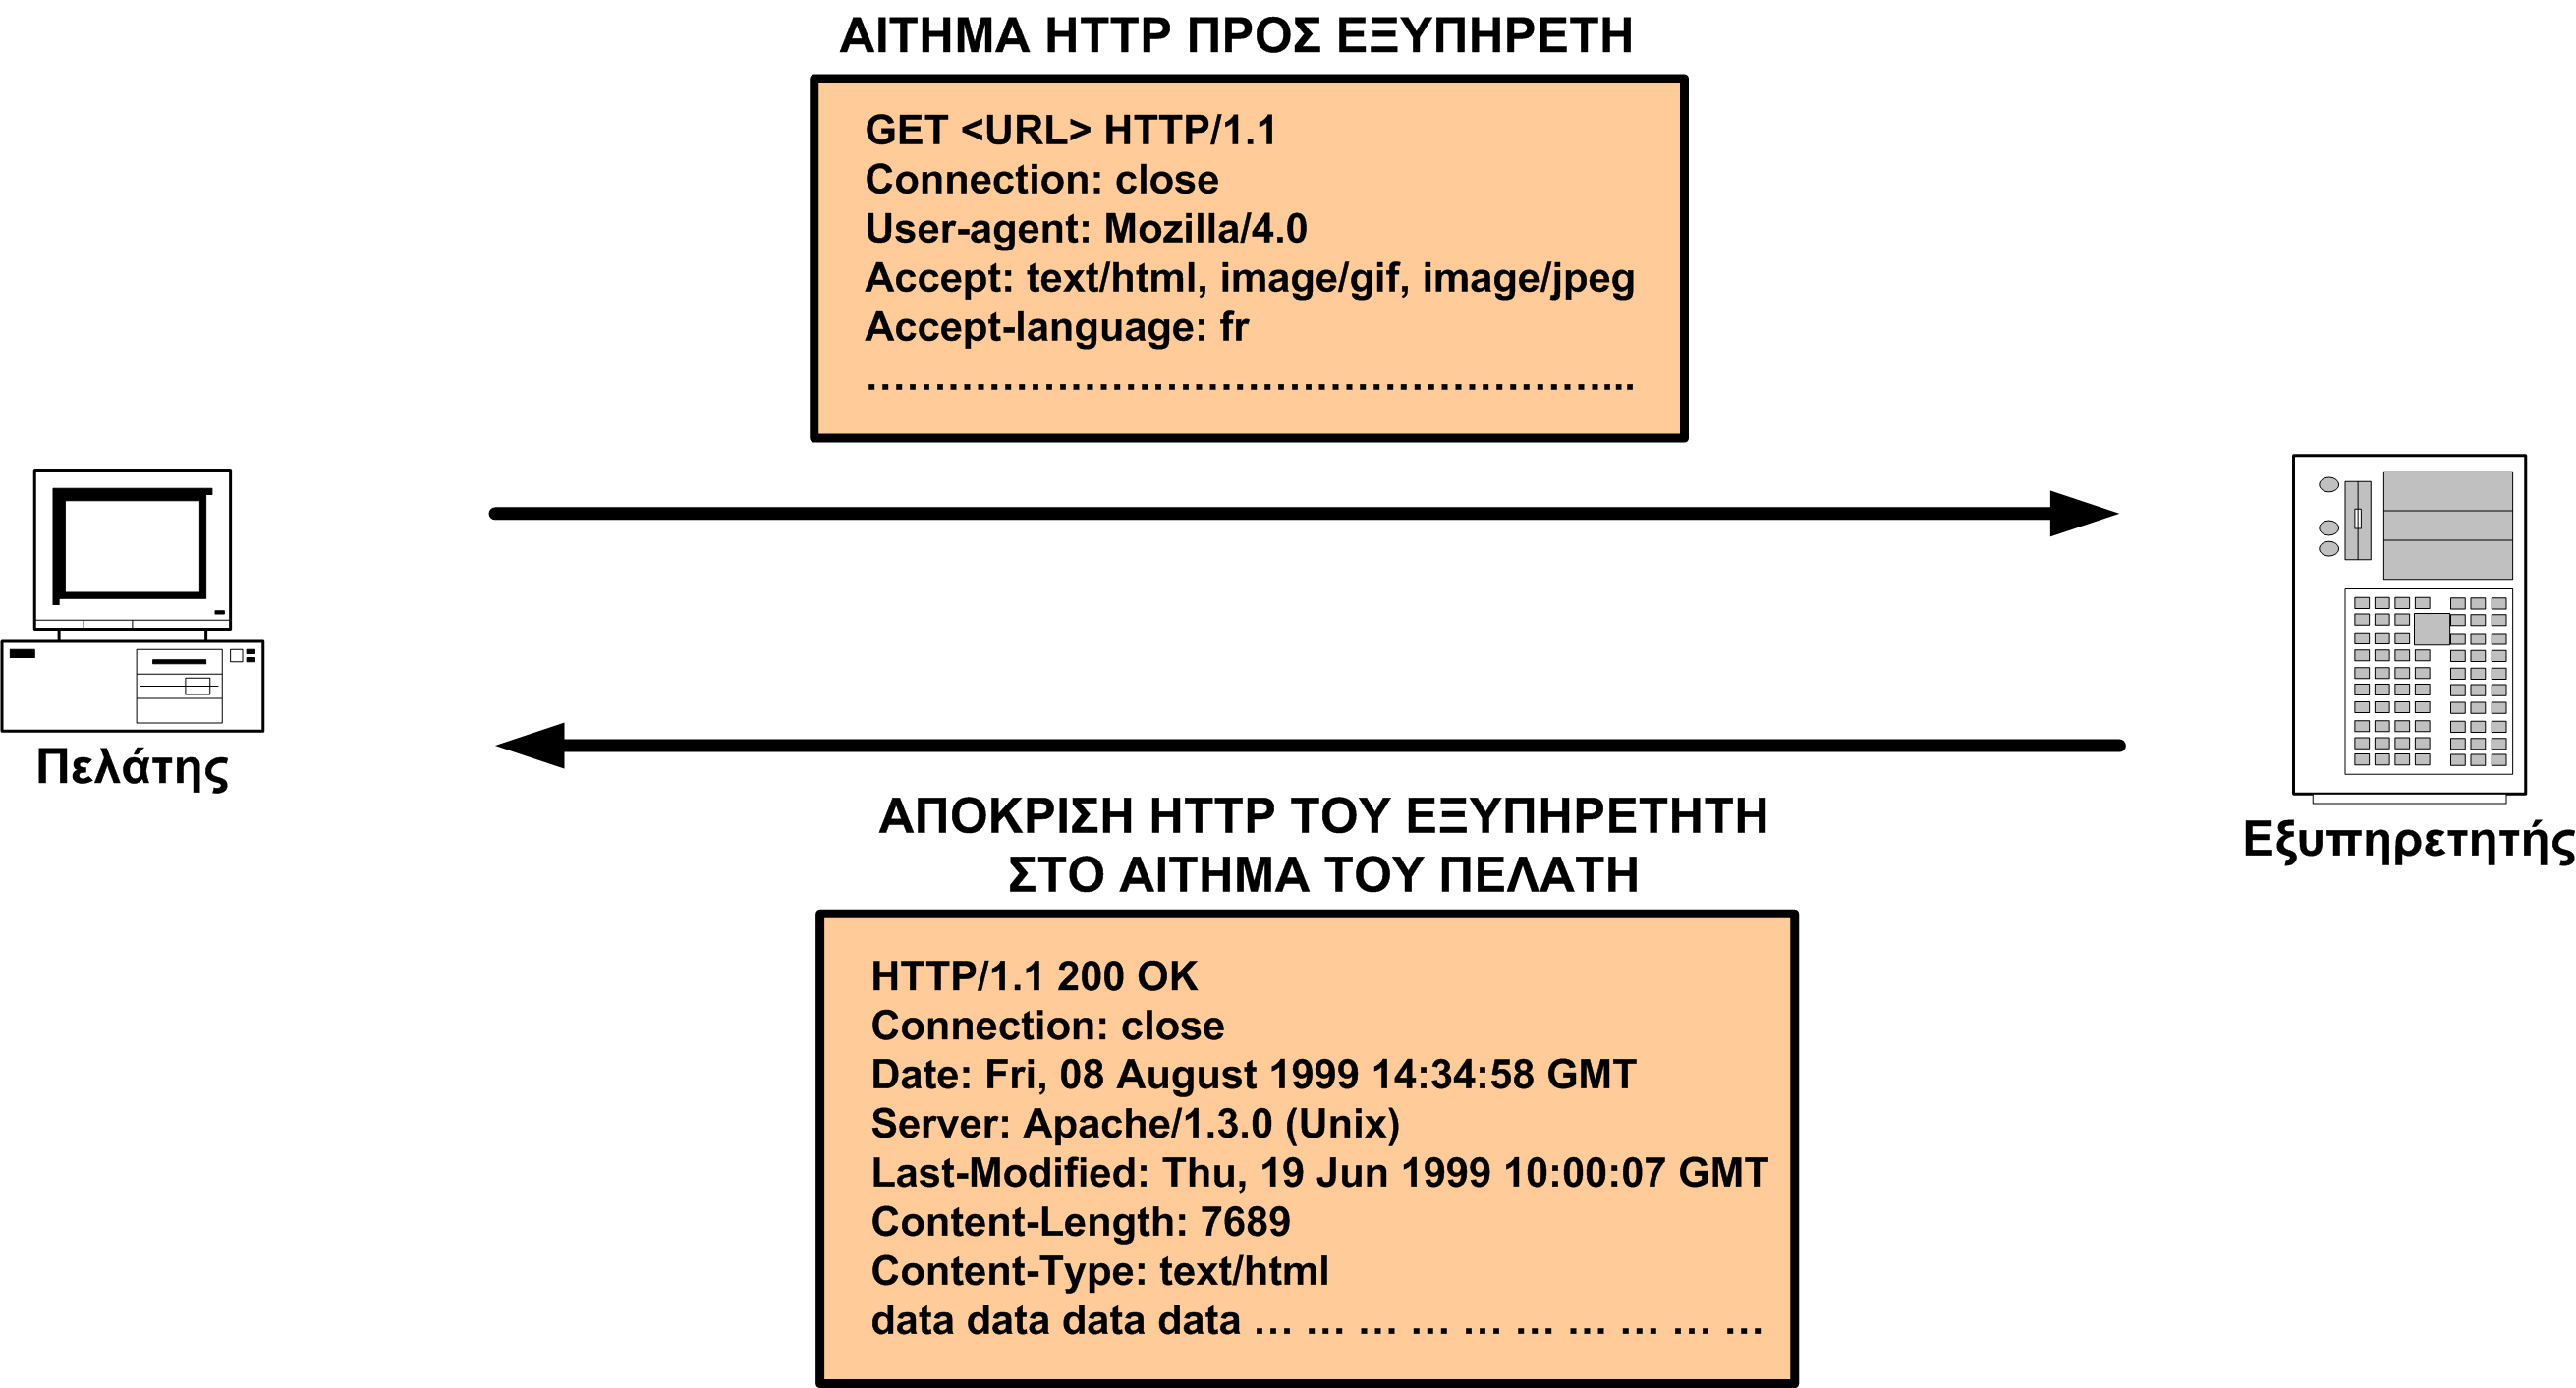 ΑΙΤΗΜΑ HTTP ΠΡΟΣ ΕΞΥΠΗΡΕΤΗ
GET <URL> HTTP/1.1
Connection: close
User-agent: Mozilla/4.0
Accept: text/html, image/gif, image/jpeg
Accept-language: fr
…………………………………………………...
Πελάτης
Εξυπηρετητής
ΑΠΟΚΡΙΣΗ HTTP ΤΟΥ ΕΞΥΠΗΡΕΤΗΤΗ
ΣΤΟ ΑΙΤΗΜΑ ΤΟΥ ΠΕΛΑΤΗ
HTTP/1.1 200 OK
Connection: close
Date: Fri, 08 August 1999 14:34:58 GMT
Server: Apache/1.3.0 (Unix)
Last-Modified: Thu, 19 Jun 1999 10:00:07 GMT
Content-Length: 7689
Content-Type: text/html
data data data data … … … … … … … … … …